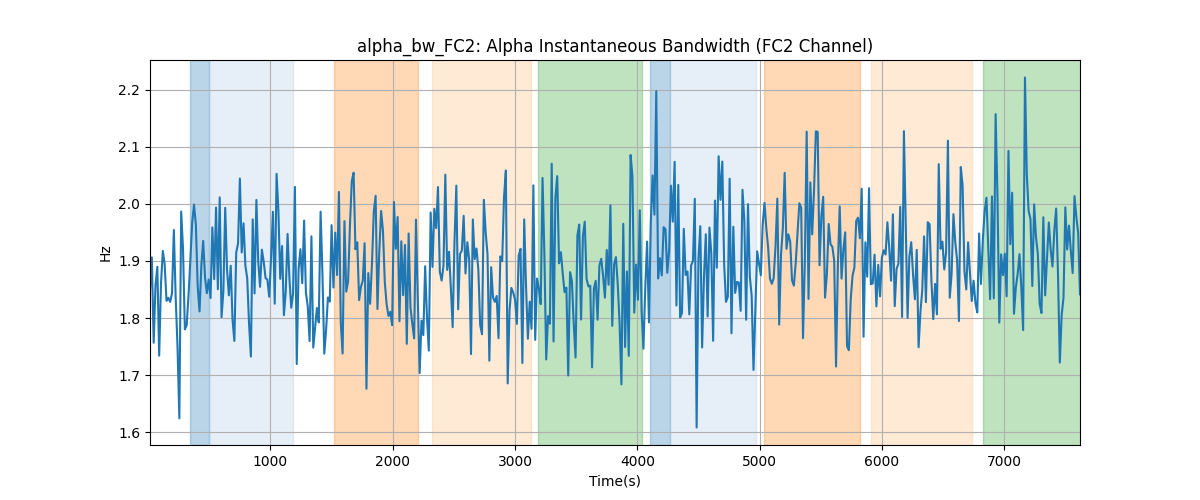 alpha_bw_FC2: Alpha Instantaneous Bandwidth (FC2 Channel)
2.2
2.1
2.0
1.9
1.8
1.7
1.6
Hz
1000 2000 3000 4000 5000 6000 7000
Time(s)